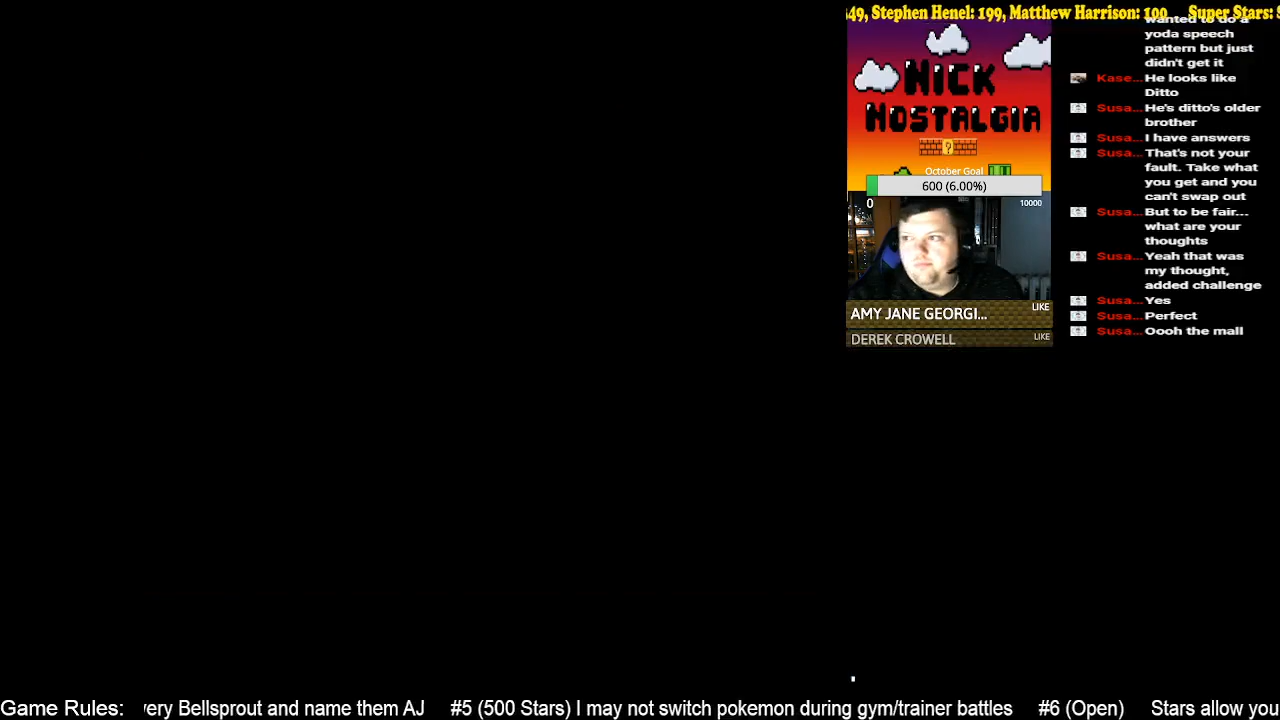 49, Stephen Henel: 199, Matthew Harrison: 100 Super Stars:
NICK
NOSTALGIA
October Goal
600 (6.00%)
0 10000
AMY JANE GEORGI... LIKE
DEREK CROWELL LIKE
wanted to do a
yoda speech
pattern but just
didn't get it
Kase... He looks like
Ditto
Susa... He's ditto's older
brother
Susa... I have answers
Susa... That's not your
fault. Take what
you get and you
can't swap out
Susa... But to be fair...
what are your
thoughts
Susa... Yeah that was
my thought,
added challenge
Susa... Yes
Susa... Perfect
Susa... Oooh the mall
Game Rules: very Bellsprout and name them AJ #5 (500 Stars) I may not switch pokemon during gym/trainer battles #6 (Open) Stars allow you